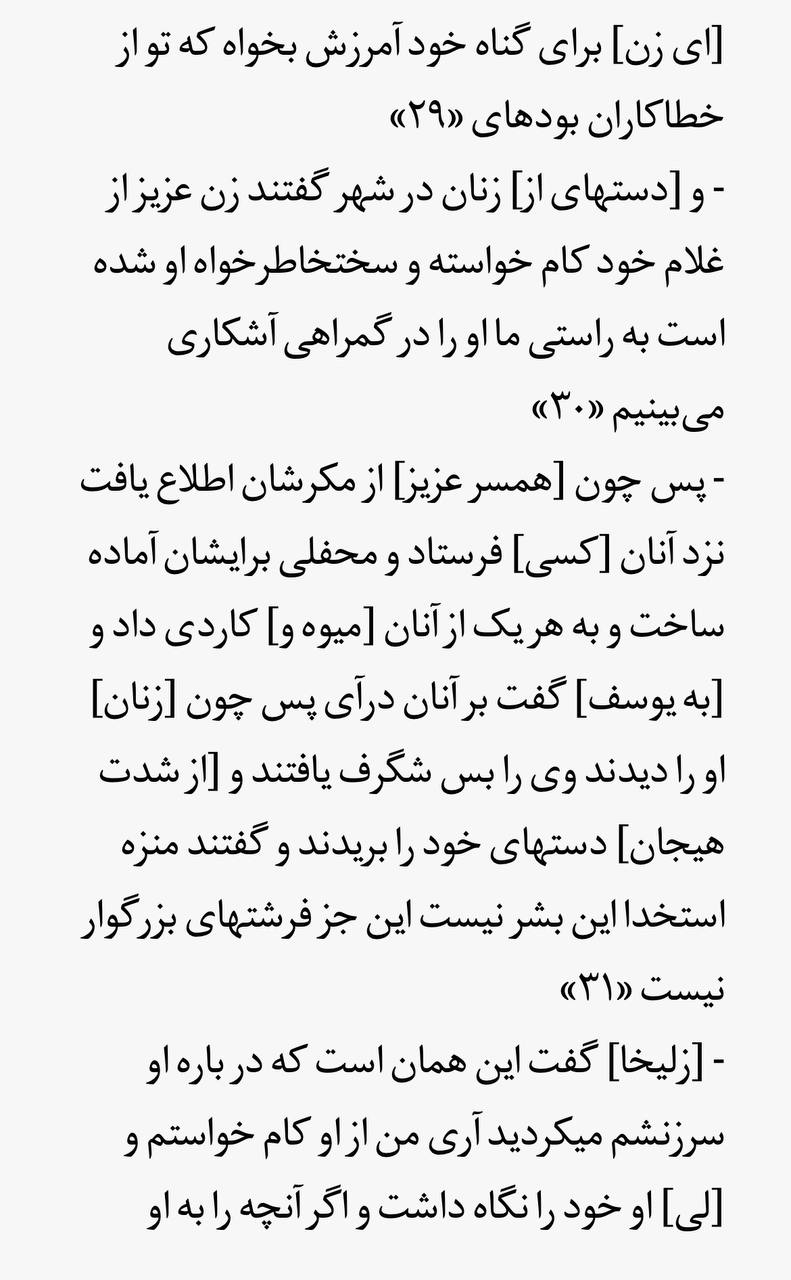 [ای زن] برای گناه خود آمرزش بخواه که تو از
خطاکاران بودهای «۲۹»
- و [دستهای از] زنان در شهر گفتند زن عزیز از
غلام خود کام خواسته و سختخاطرخواه او شده
است به راستی ما او را در گمراهی آشکاری
می‌بینیم «۳۰»
- پس چون [همسر عزیز] از مکرشان اطلاع یافت
نزد آنان [کسی] فرستاد و محفلی برایشان آماده
ساخت و به هر یک از آنان [میوه و] کاردی داد و
[به یوسف] گفت بر آنان درآی پس چون [زنان]
او را دیدند وی را بس شگرف یافتند و [از شدت
هیجان] دستهای خود را بریدند و گفتند منزه
استخدا این بشر نیست این جز فرشتهای بزرگوار
نیست «۳۱»
- [زلیخا] گفت این همان است که در باره او
سرزنشم میکردید آری من از او کام خواستم و
[لی] او خود را نگاه داشت و اگر آنچه را به او